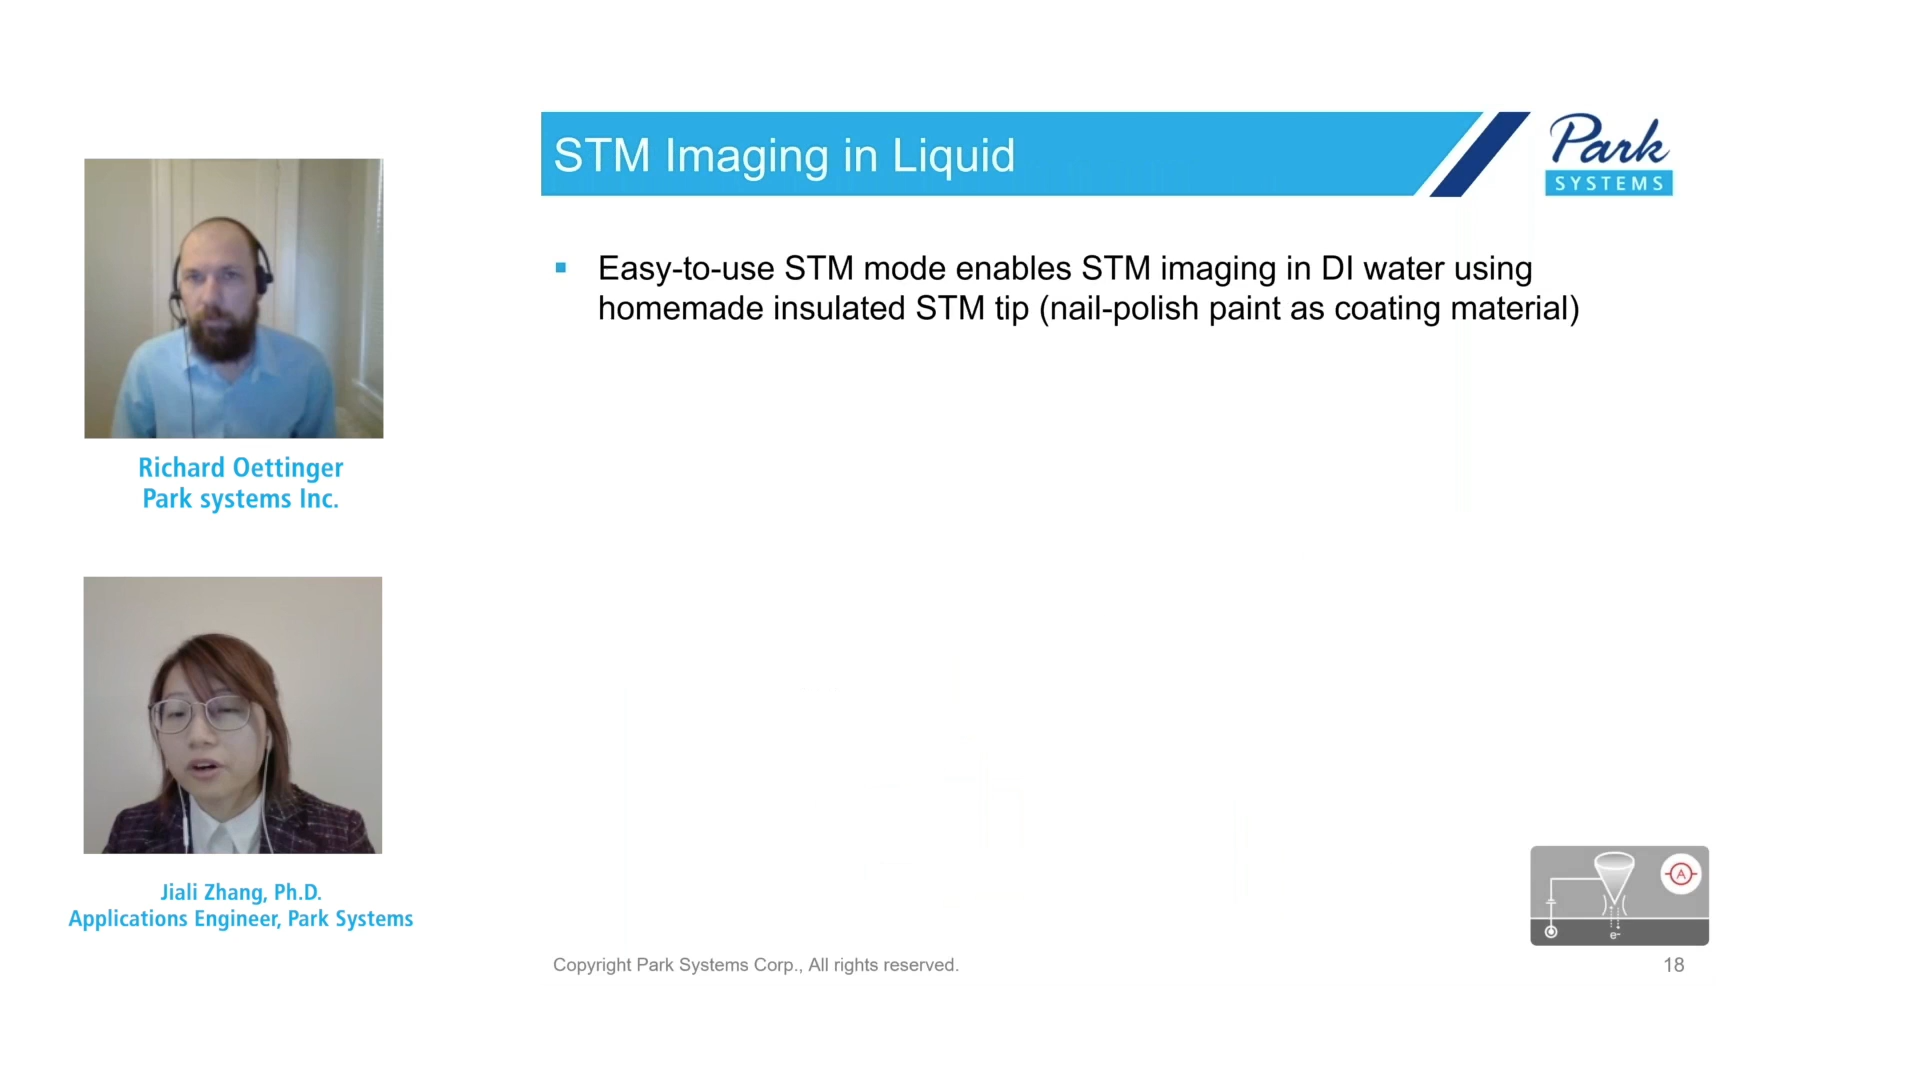 STM Imaging in Liquid
Park
SYSTEMS
Easy-to-use STM mode enables STM imaging in DI water using
homemade insulated STM tip (nail-polish paint as coating material)
Richard Oettinger
Park systems Inc.
Jiali Zhang, Ph.D.
Applications Engineer, Park Systems
A
e-
Copyright Park Systems Corp., All rights reserved.
18